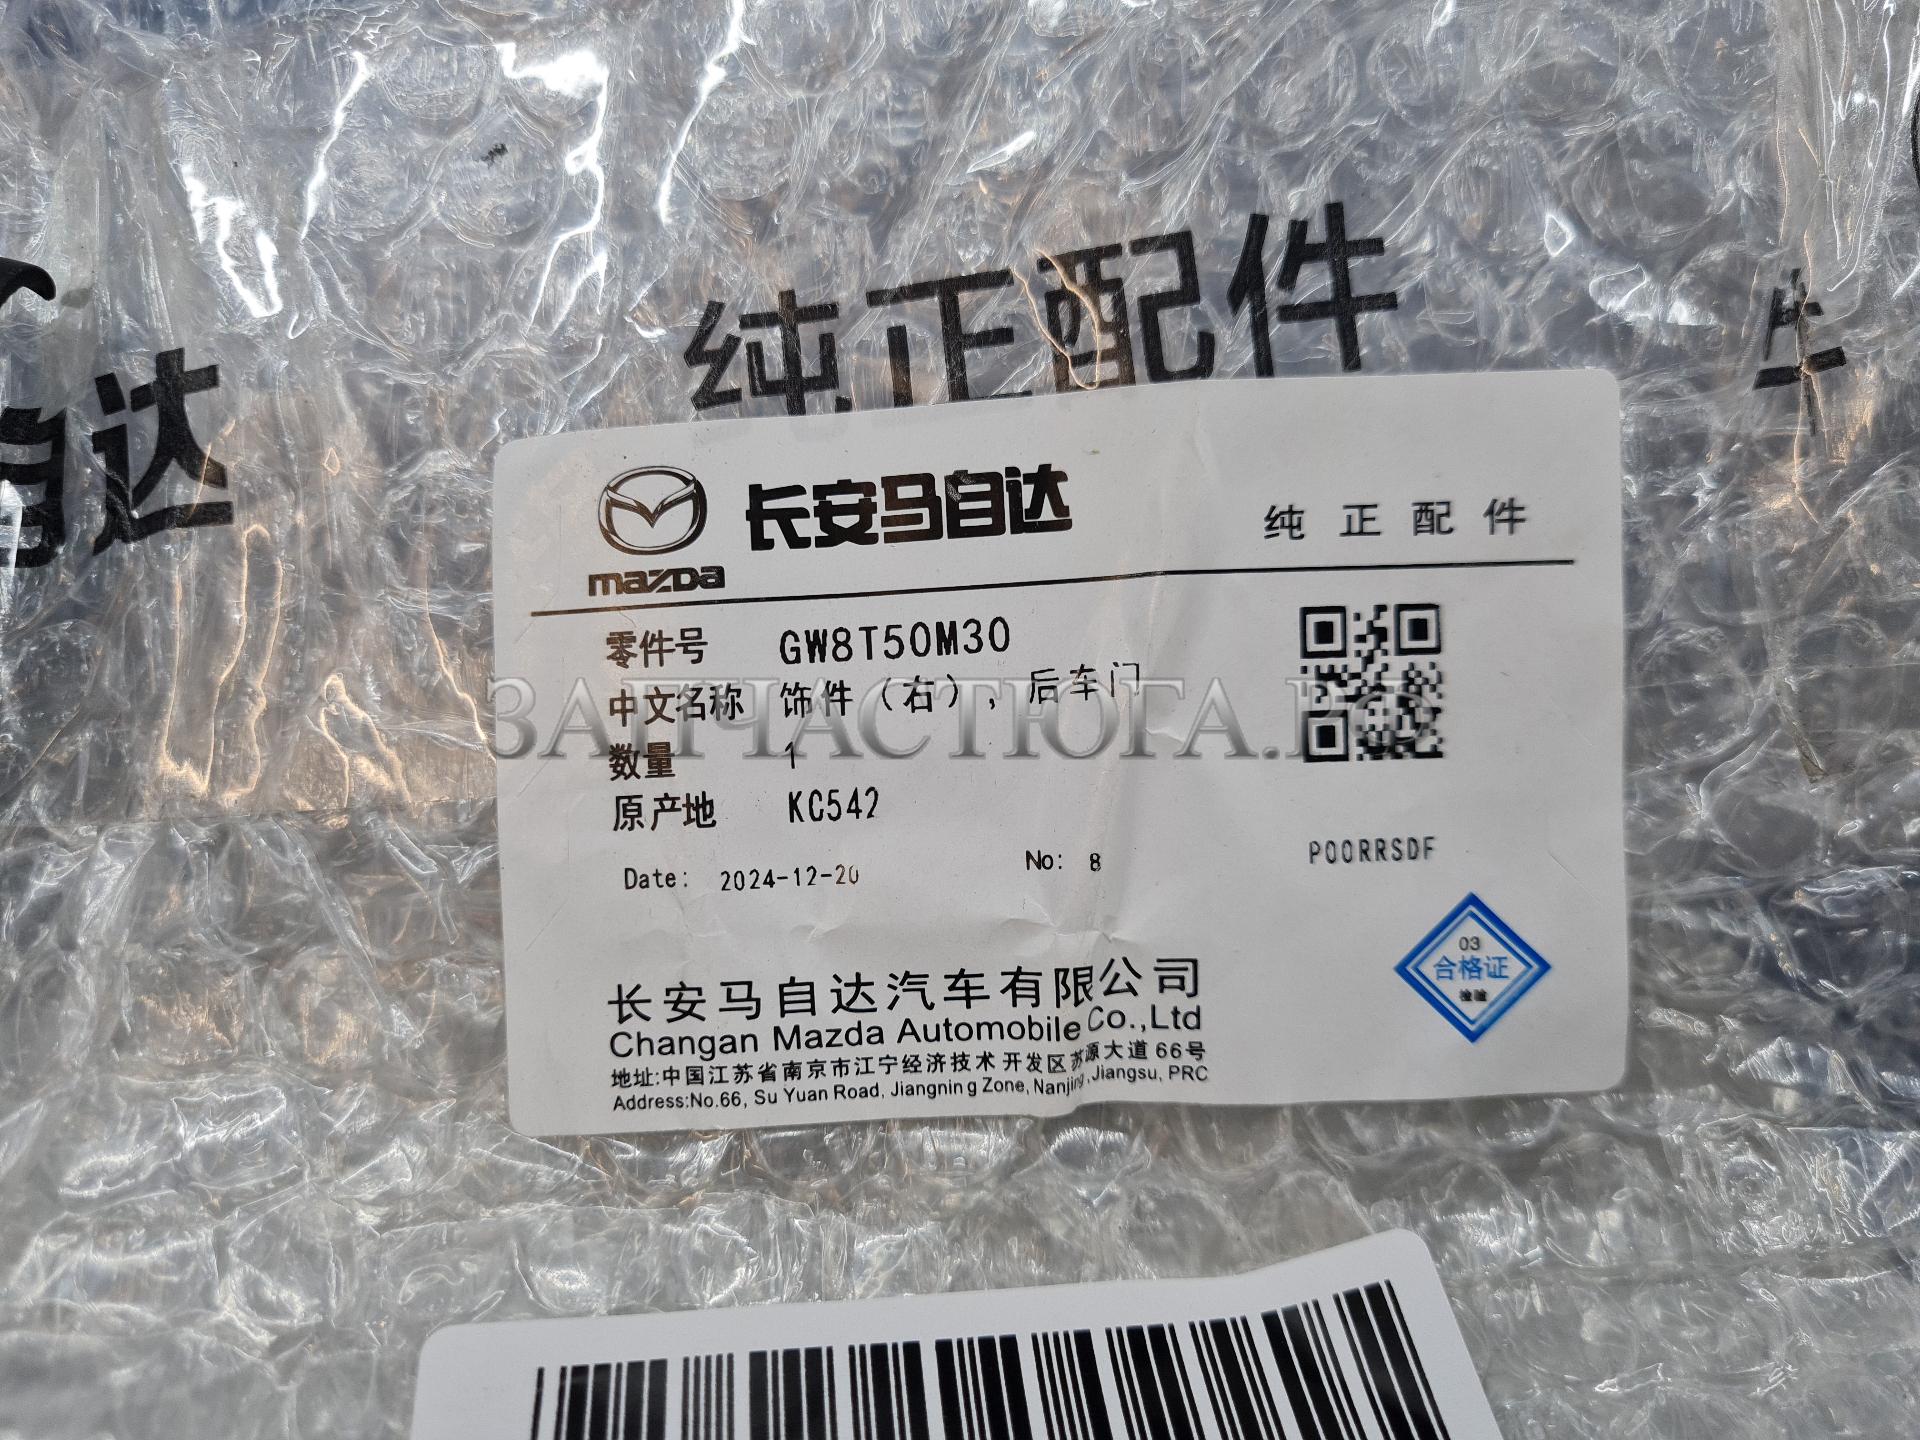 纯正配件
自达
mazda
长安马自达
纯正配件
零件号 GW8T50M30
中文名称 饰件（右），后车门
ЗАПЧАСТЮГА.РФ
数量 1
原产地 KC542
Date: 2024-12-20 No: 8
P00RRSDF
03
合格证
检验
长安马自达汽车有限公司
Changan Mazda Automobile Co.,Ltd
地址:中国江苏省南京市江宁经济技术开发区苏源大道66号
Address:No.66, Su Yuan Road, Jiangning Zone, Nanjing, Jiangsu, PRC